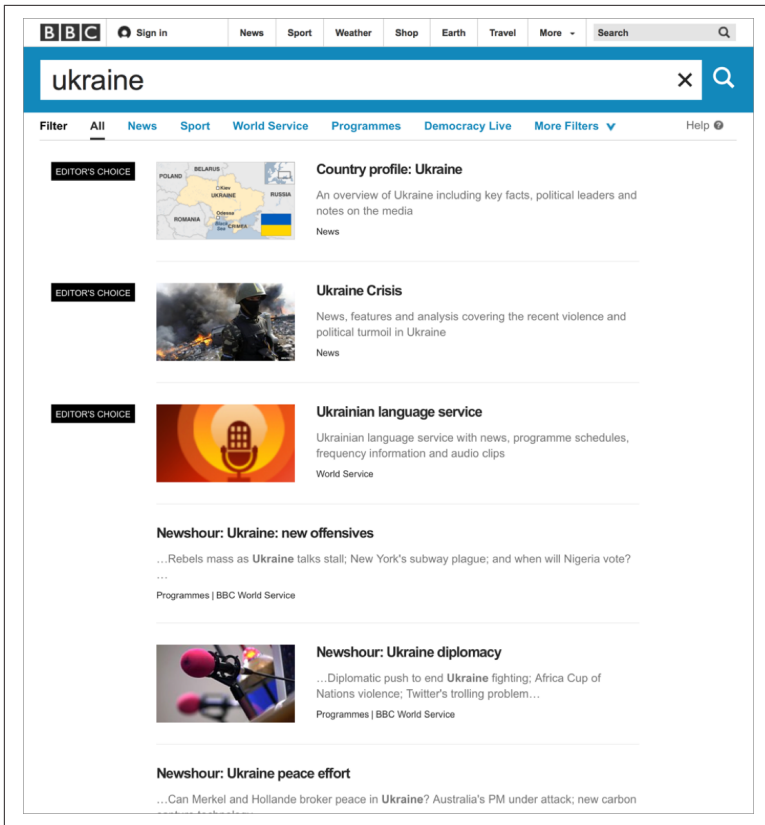 BBC Sign in News Sport Weather Shop Earth Travel More Search
ukraine
Filter All News Sport World Service Programmes Democracy Live More Filters Help
EDITOR'S CHOICE
POLAND
BELARUS
Kiev
UKRAINE
RUSSIA
Odessa
ROMANIA
Black Sea
CRIMEA
Country profile: Ukraine
An overview of Ukraine including key facts, political leaders and
notes on the media
News
EDITOR'S CHOICE
Ukraine Crisis
News, features and analysis covering the recent violence and
political turmoil in Ukraine
News
EDITOR'S CHOICE
Ukrainian language service
Ukrainian language service with news, programme schedules,
frequency information and audio clips
World Service
Newshour: Ukraine: new offensives
…Rebels mass as Ukraine talks stall; New York's subway plague; and when will Nigeria vote?
…
Programmes | BBC World Service
Newshour: Ukraine diplomacy
…Diplomatic push to end Ukraine fighting; Africa Cup of
Nations violence; Twitter's trolling problem…
Programmes | BBC World Service
Newshour: Ukraine peace effort
…Can Merkel and Hollande broker peace in Ukraine? Australia's PM under attack; new carbon